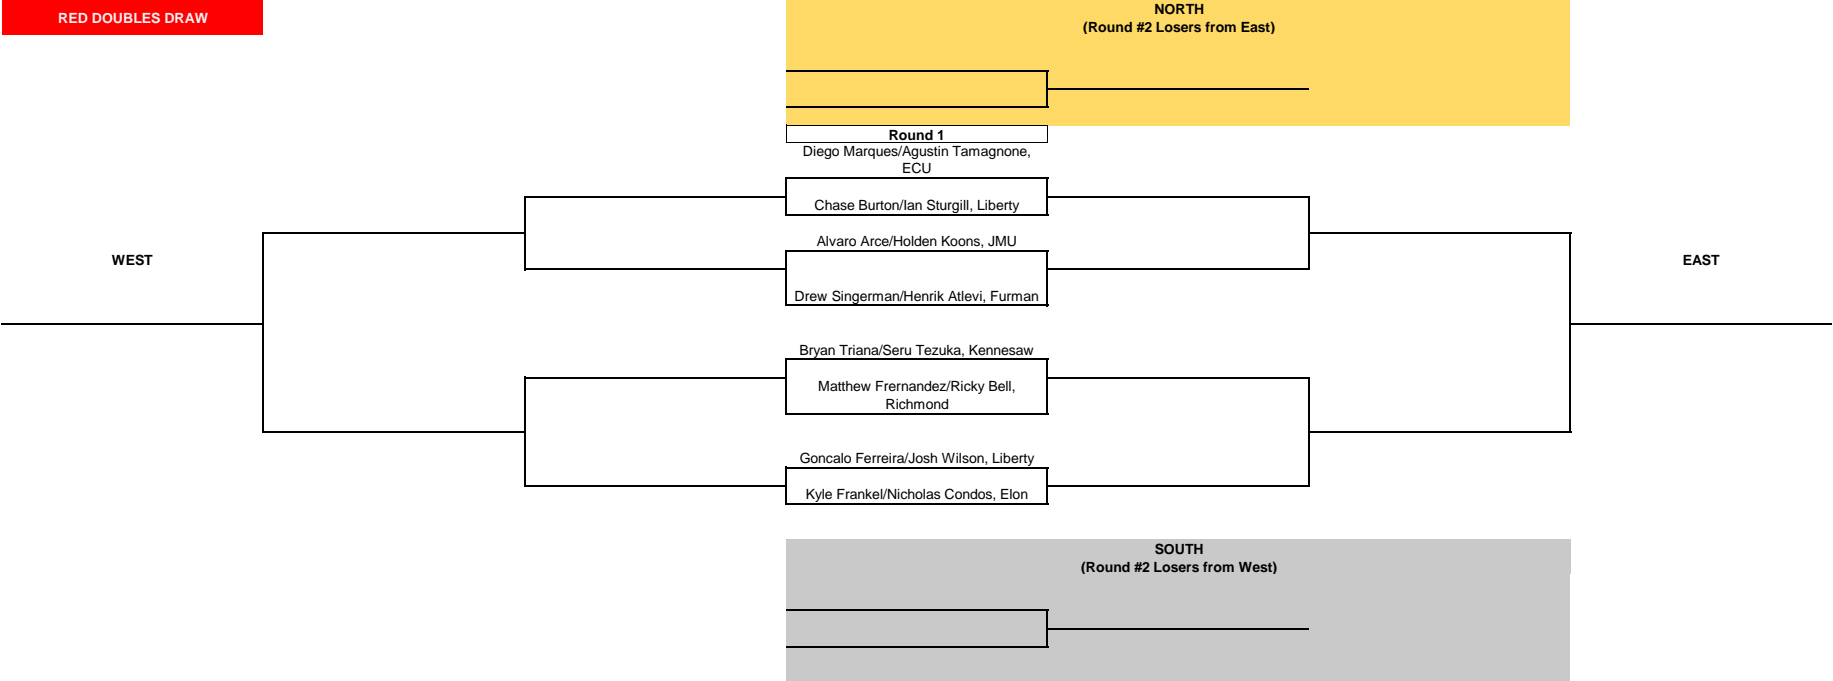 RED DOUBLES DRAW
NORTH
(Round #2 Losers from East)
Round 1
Diego Marques/Agustin Tamagnone,
ECU
Chase Burton/Ian Sturgill, Liberty
Alvaro Arce/Holden Koons, JMU
WEST
EAST
Drew Singerman/Henrik Atlevi, Furman
Bryan Triana/Seru Tezuka, Kennesaw
Matthew Frernandez/Ricky Bell,
Richmond
Goncalo Ferreira/Josh Wilson, Liberty
Kyle Frankel/Nicholas Condos, Elon
SOUTH
(Round #2 Losers from West)